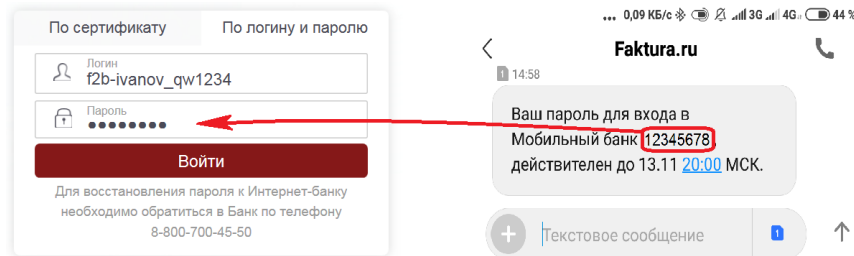 По сертификату
По логину и паролю
Логин
f2b-ivanov_qw1234
Пароль
Войти
Для восстановления пароля к Интернет-банку
необходимо обратиться в Банк по телефону
8-800-700-45-50
... 0,09 КБ/с 3G 4G 44 %
Faktura.ru
1 14:58
Ваш пароль для входа в
Мобильный банк 12345678,
действителен до 13.11 20:00 МСК.
Текстовое сообщение
1